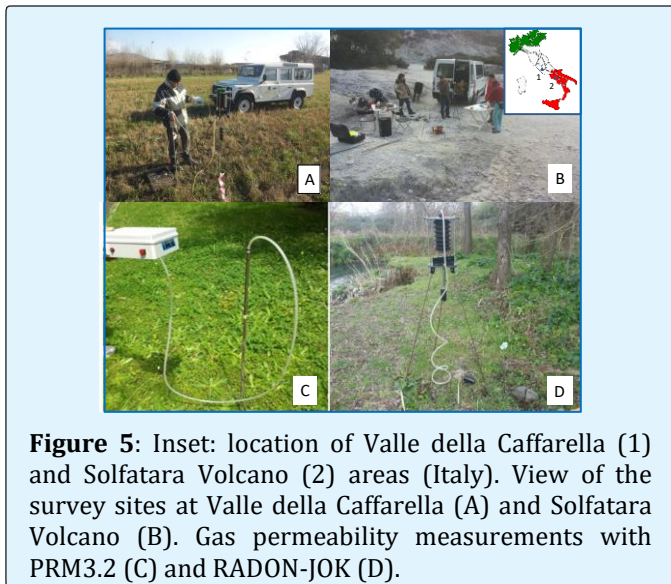 1
2
A
B
C
D
Figure 5: Inset: location of Valle della Caffarella (1)
and Solfatara Volcano (2) areas (Italy). View of the
survey sites at Valle della Caffarella (A) and Solfatara
Volcano (B). Gas permeability measurements with
PRM3.2 (C) and RADON-JOK (D).